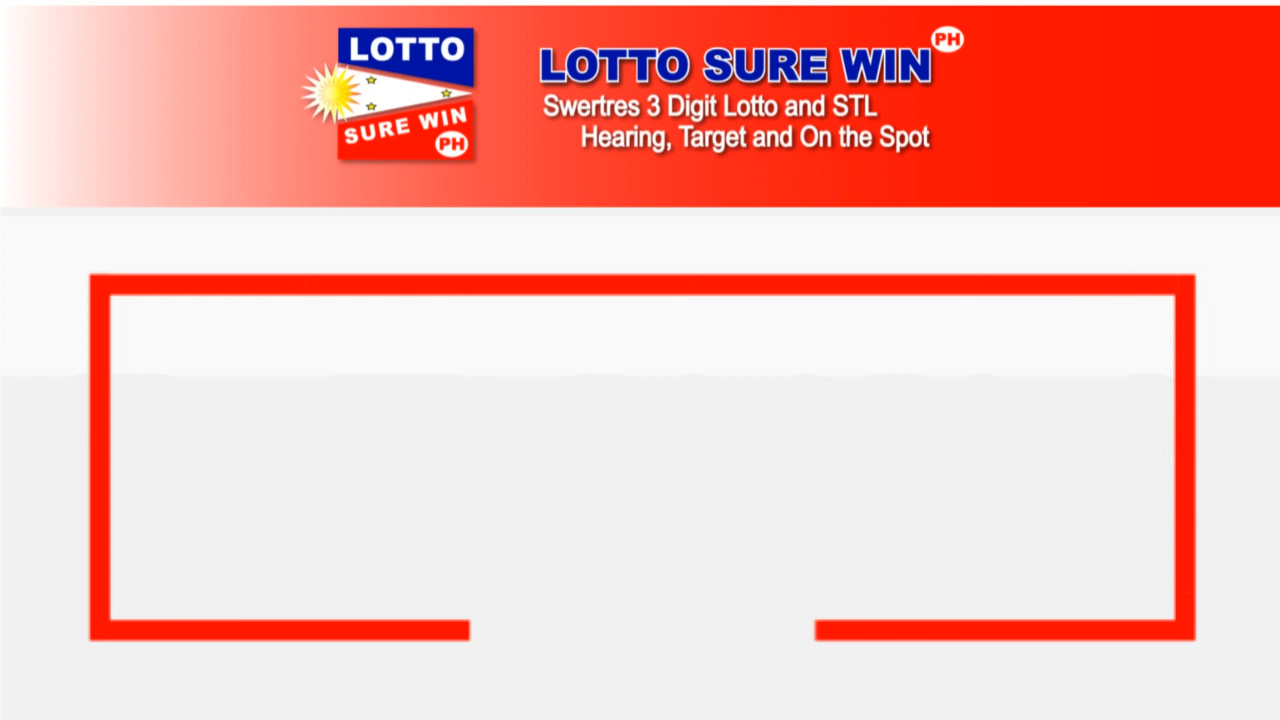 LOTTO
SURE WIN
PH
LOTTO SURE WIN PH
Swertres 3 Digit Lotto and STL
Hearing, Target and On the Spot